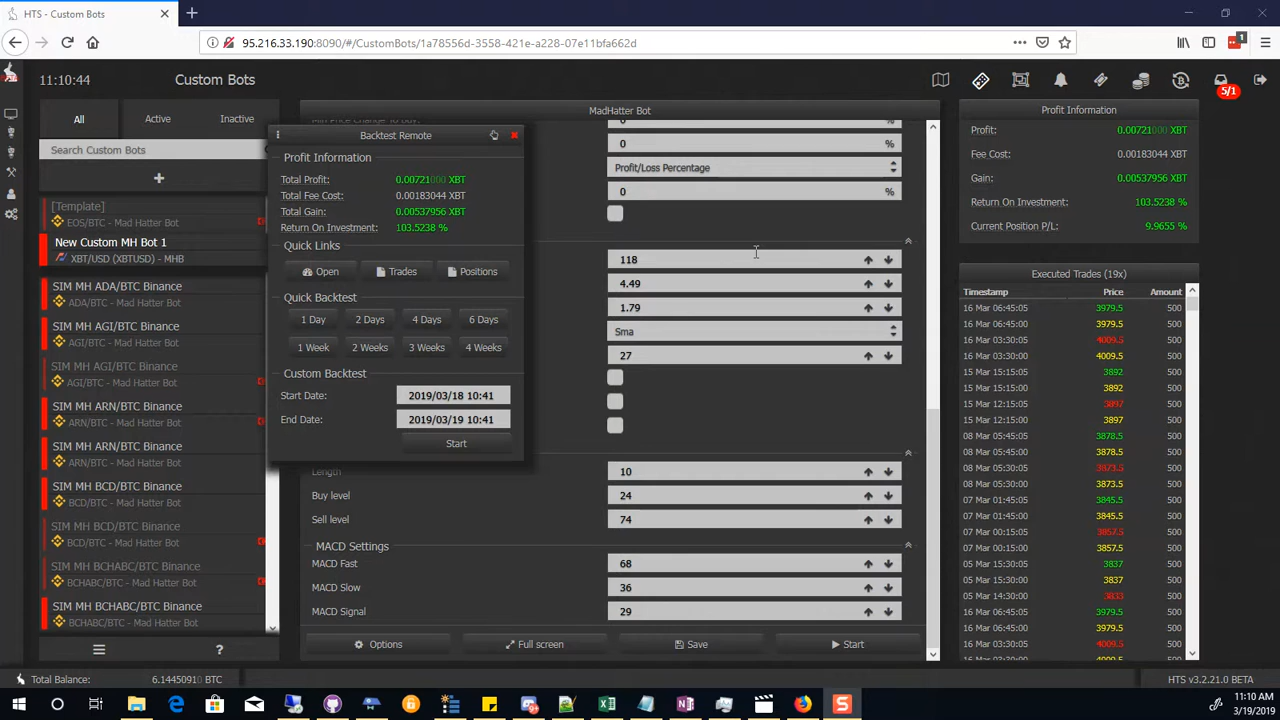 HTS - Custom Bots
95.216.33.190:8090/#/CustomBots/1a78556d-3558-421e-a228-07e11bfa662d
1
11:10:44
Custom Bots
5/1
All
Active
Inactive
Search Custom Bots
[Template]
EOS/BTC - Mad Hatter Bot
New Custom MH Bot 1
XBT/USD (XBTUSD) - MHB
SIM MH ADA/BTC Binance
ADA/BTC - Mad Hatter Bot
SIM MH AGI/BTC Binance
AGI/BTC - Mad Hatter Bot
SIM MH AGI/BTC Binance
AGI/BTC - Mad Hatter Bot
SIM MH ARN/BTC Binance
ARN/BTC - Mad Hatter Bot
SIM MH ARN/BTC Binance
ARN/BTC - Mad Hatter Bot
SIM MH BCD/BTC Binance
BCD/BTC - Mad Hatter Bot
SIM MH BCD/BTC Binance
BCD/BTC - Mad Hatter Bot
SIM MH BCHABC/BTC Binance
BCHABC/BTC - Mad Hatter Bot
SIM MH BCHABC/BTC Binance
BCHABC/BTC - Mad Hatter Bot
?
Backtest Remote
Profit Information
Total Profit: 0.00721000 XBT
Total Fee Cost: 0.00183044 XBT
Total Gain: 0.00537956 XBT
Return On Investment: 103.5238 %
Quick Links
Open Trades Positions
Quick Backtest
1 Day 2 Days 4 Days 6 Days
1 Week 2 Weeks 3 Weeks 4 Weeks
Custom Backtest
Start Date: 2019/03/18 10:41
End Date: 2019/03/19 10:41
Start
MadHatter Bot
0 %
Profit/Loss Percentage
0 %
118
4.49
1.79
Sma
27
Length 10
Buy level 24
Sell level 74
MACD Settings
MACD Fast 68
MACD Slow 36
MACD Signal 29
Options Full screen Save Start
Profit Information
Profit: 0.00721000 XBT
Fee Cost: 0.00183044 XBT
Gain: 0.00537956 XBT
Return On Investment: 103.5238 %
Current Position P/L: 9.9655 %
Executed Trades (19x)
Timestamp Price Amount
16 Mar 06:45:05 3979.5 500
16 Mar 06:45:05 3979.5 500
16 Mar 03:30:05 4009.5 500
16 Mar 03:30:05 4009.5 500
15 Mar 12:15:05 3892 500
15 Mar 12:15:05 3892 500
15 Mar 12:15:05 3897 500
15 Mar 12:15:05 3897 500
08 Mar 05:45:05 3878.5 500
08 Mar 05:45:05 3878.5 500
08 Mar 05:45:05 3873.5 500
08 Mar 05:45:05 3873.5 500
07 Mar 01:45:05 3845.5 500
07 Mar 01:45:05 3845.5 500
07 Mar 00:15:05 3857.5 500
07 Mar 00:15:05 3857.5 500
05 Mar 15:30:05 3837 500
05 Mar 15:30:05 3837 500
05 Mar 14:30:05 3833 500
16 Mar 06:45:05 3979.5 500
16 Mar 06:45:05 3979.5 500
16 Mar 03:30:05 4009.5 500
Total Balance: 6.14450910 BTC
HTS v3.2.21.0 BETA
11:10 AM
3/19/2019